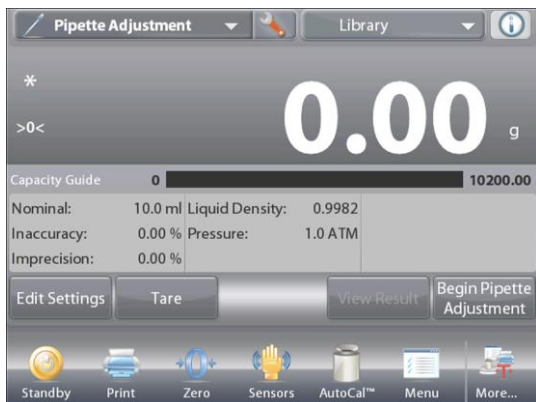 Pipette Adjustment Library
*
>0<
0.00 g
Capacity Guide 0 10200.00
Nominal: 10.0 ml Liquid Density: 0.9982
Inaccuracy: 0.00 % Pressure: 1.0 ATM
Imprecision: 0.00 %
Edit Settings Tare View Result Begin Pipette
Adjustment
Standby Print Zero Sensors AutoCal™ Menu More...